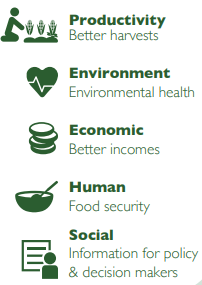 Productivity
Better harvests
Environment
Environmental health
Economic
Better incomes
Human
Food security
Social
Information for policy
& decision makers